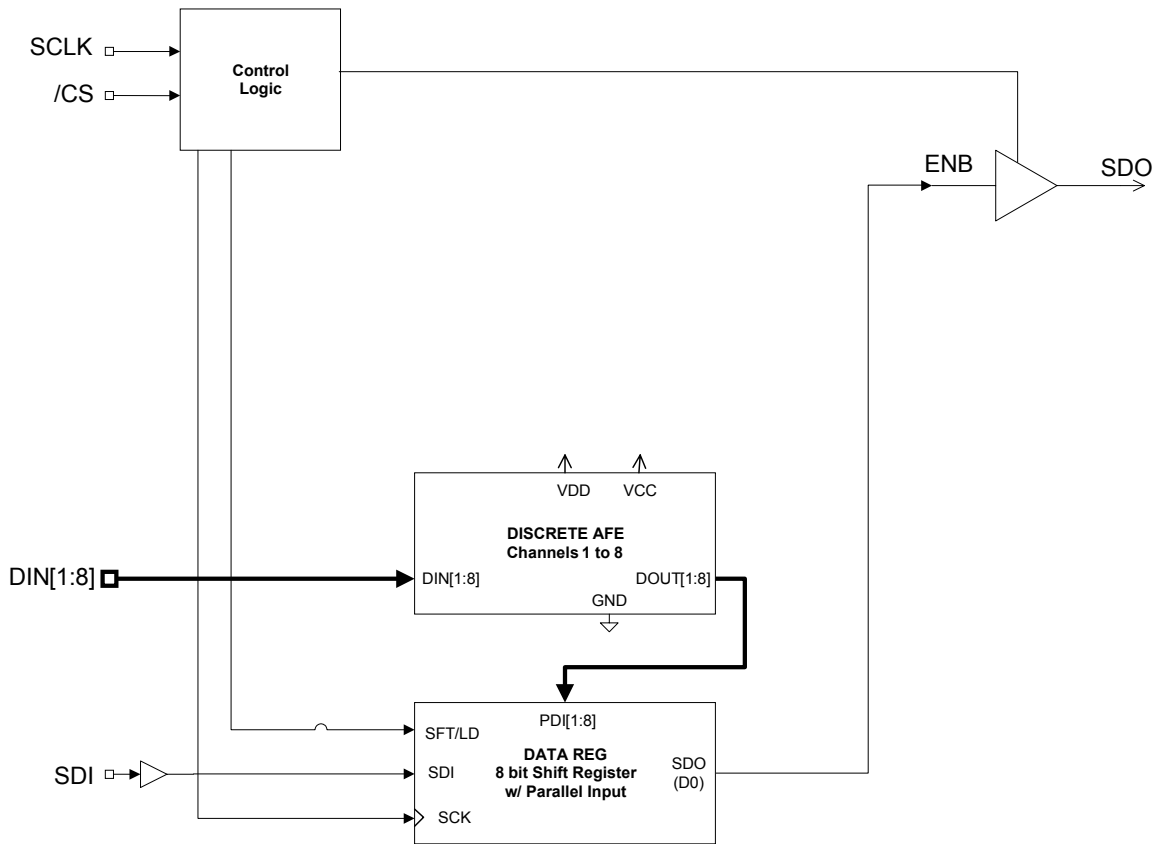 SCLK
/CS
Control
Logic
ENB
SDO
VDD
VCC
DISCRETE AFE
Channels 1 to 8
DIN[1:8]
DIN[1:8]
DOUT[1:8]
GND
PDI[1:8]
SFT/LD
DATA REG
8 bit Shift Register
w/ Parallel Input
SDO
(D0)
SDI
SDI
SCK